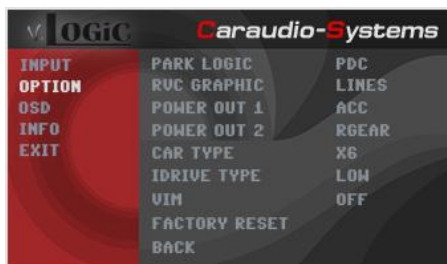 v.LOGiC Caraudio-Systems
INPUT PARK LOGIC PDC
OPTION RVC GRAPHIC LINES
OSD POWER OUT 1 ACC
INFO POWER OUT 2 RGEAR
EXIT CAR TYPE X6
IDRIVE TYPE LOW
VIM OFF
FACTORY RESET
BACK